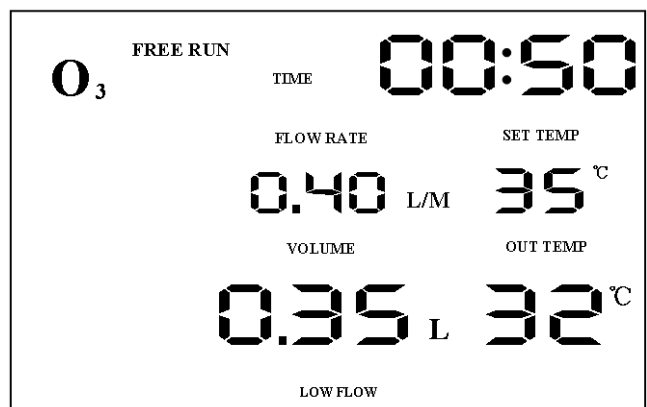 O₃ FREE RUN TIME 00:50
FLOW RATE SET TEMP
0.40 L/M 35 ℃
VOLUME OUT TEMP
0.35 L 32 ℃
LOW FLOW